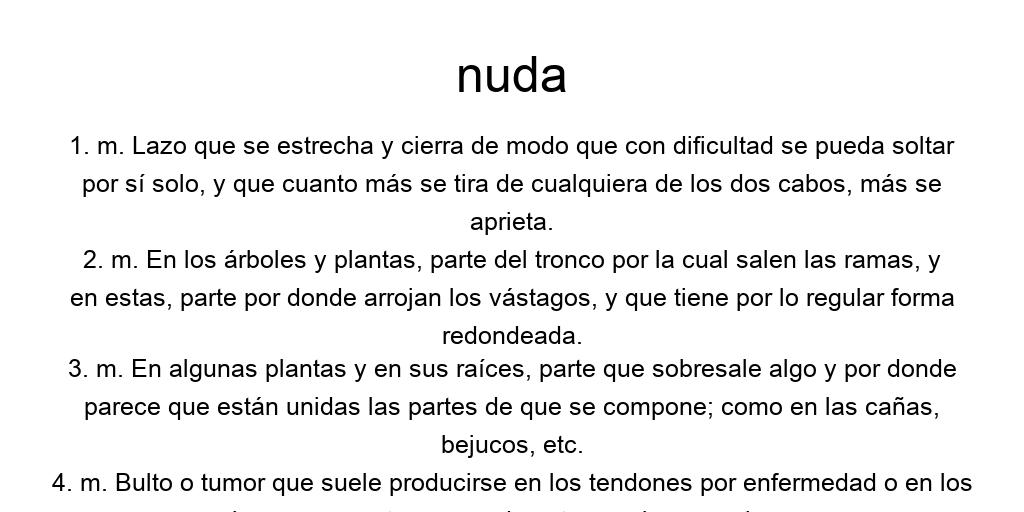 nuda
1. m. Lazo que se estrecha y cierra de modo que con dificultad se pueda soltar
por sí solo, y que cuanto más se tira de cualquiera de los dos cabos, más se
aprieta.
2. m. En los árboles y plantas, parte del tronco por la cual salen las ramas, y
en estas, parte por donde arrojan los vástagos, y que tiene por lo regular forma
redondeada.
3. m. En algunas plantas y en sus raíces, parte que sobresale algo y por donde
parece que están unidas las partes de que se compone; como en las cañas,
bejucos, etc.
4. m. Bulto o tumor que suele producirse en los tendones por enfermedad o en los